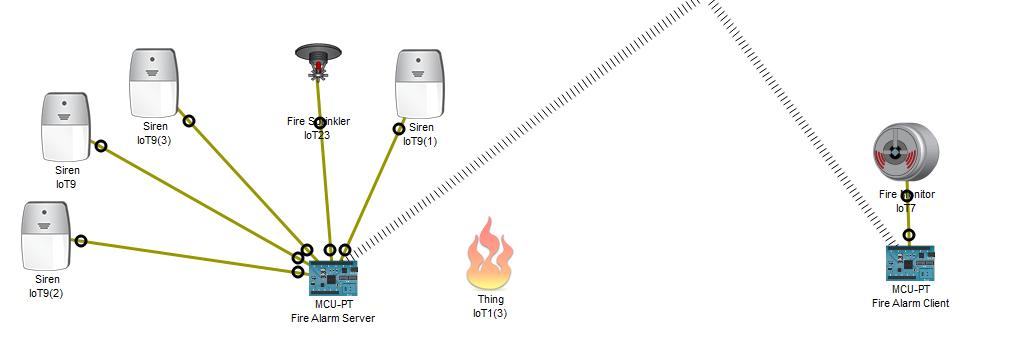 Siren
IoT9(3)
Fire Sprinkler
IoT23
Siren
IoT9(1)
Siren
IoT9
Fire Monitor
IoT7
Siren
IoT9(2)
MCU-PT
Fire Alarm Server
Thing
IoT1(3)
MCU-PT
Fire Alarm Client